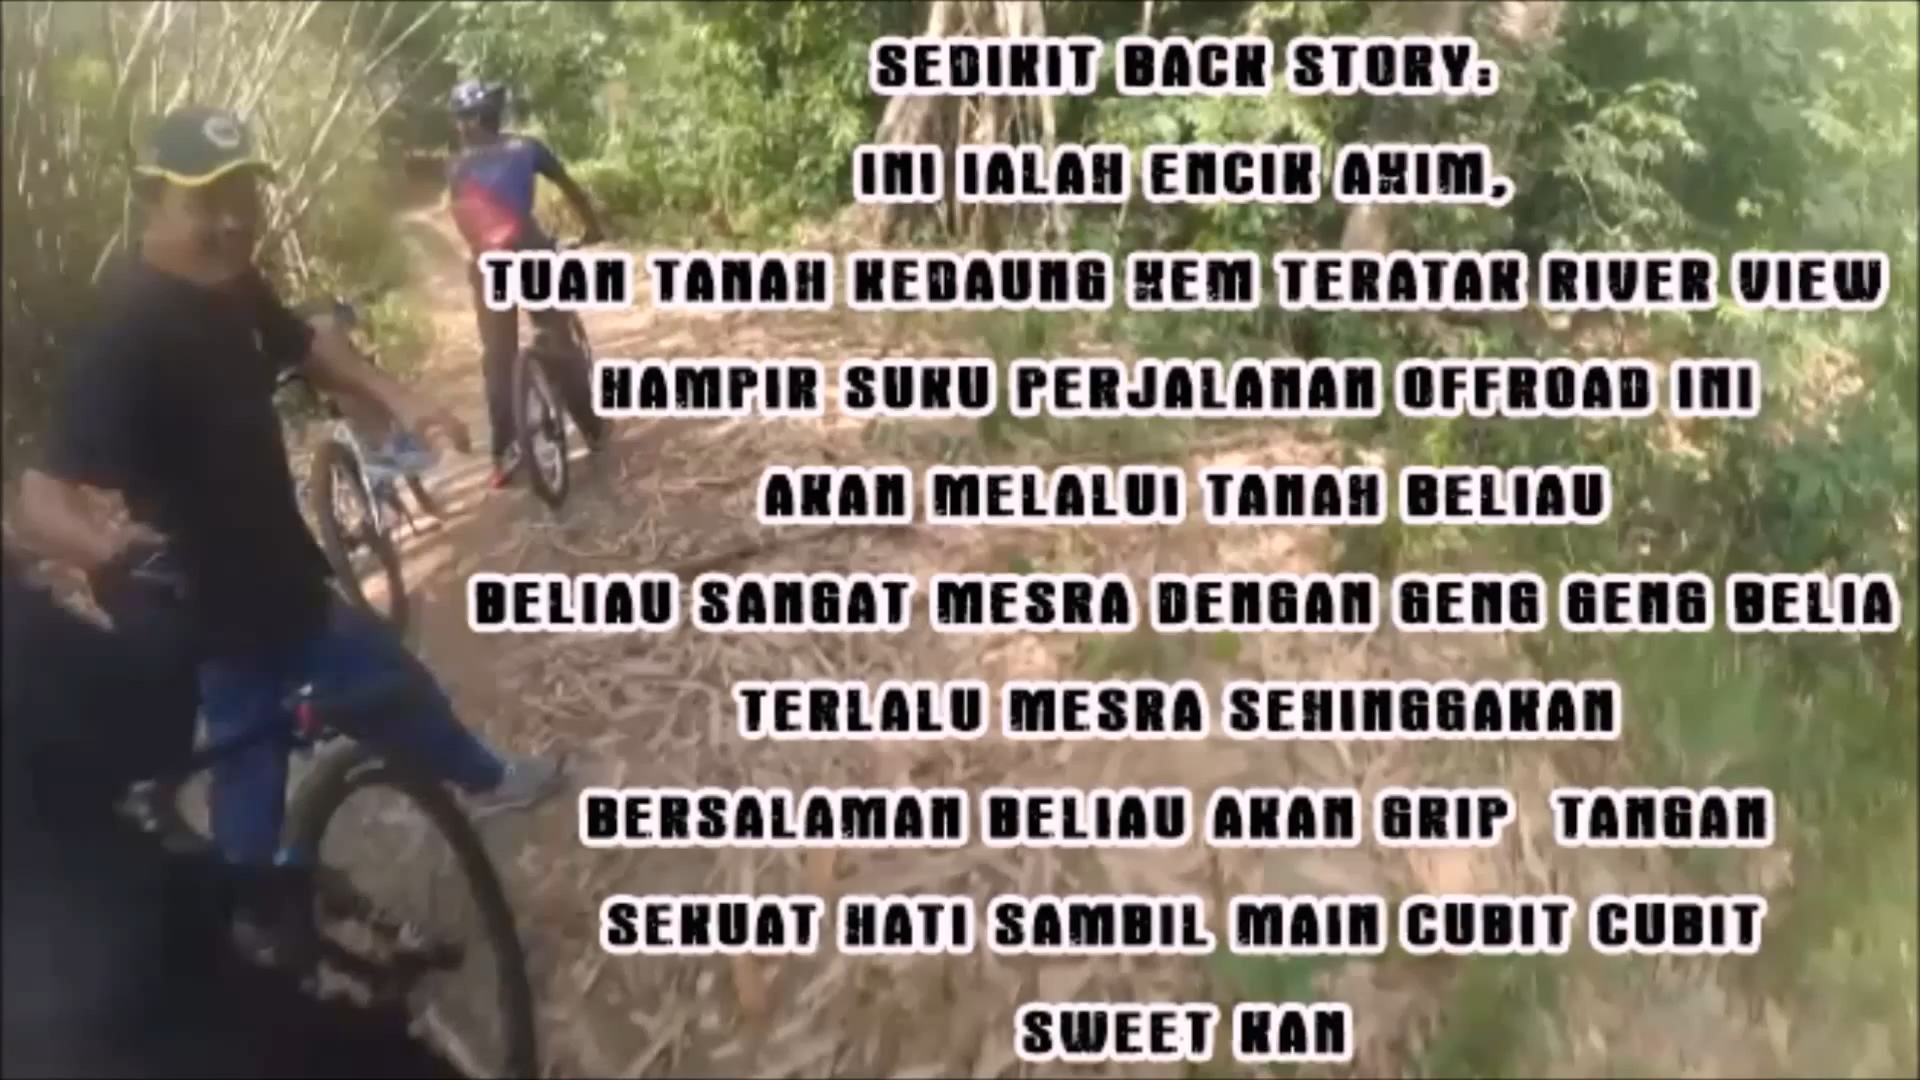 SEDIKIT BACK STORY:
INI IALAH ENCIK AXIM,
TUAN TANAH KEDAUNG XEM TERATAK RIVER VIEW
HAMPIR SUKU PERJALANAN OFFROAD INI
AKAN MELALUI TANAH BELIAU
BELIAU SANGAT MESRA DENGAN GENG GENG BELIA
TERLALU MESRA SEHINGGAKAN
BERSALAMAN BELIAU AKAN GRIP TANGAN
SEKUAT HATI SAMBIL MAIN CUBIT CUBIT
SWEET KAN